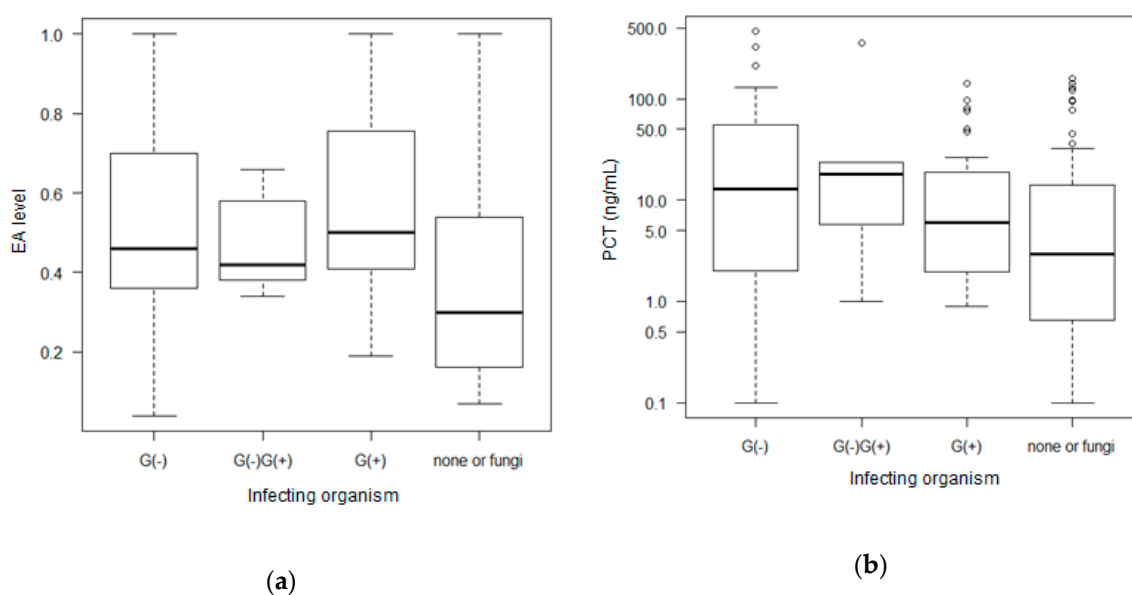 EA level
1.0
0.8
0.6
0.4
0.2
G(-) G(-)G(+) G(+) none or fungi
Infecting organism
(a)
PCT (ng/mL)
500.0
100.0
50.0
10.0
5.0
1.0
0.5
0.1
G(-) G(-)G(+) G(+) none or fungi
Infecting organism
(b)